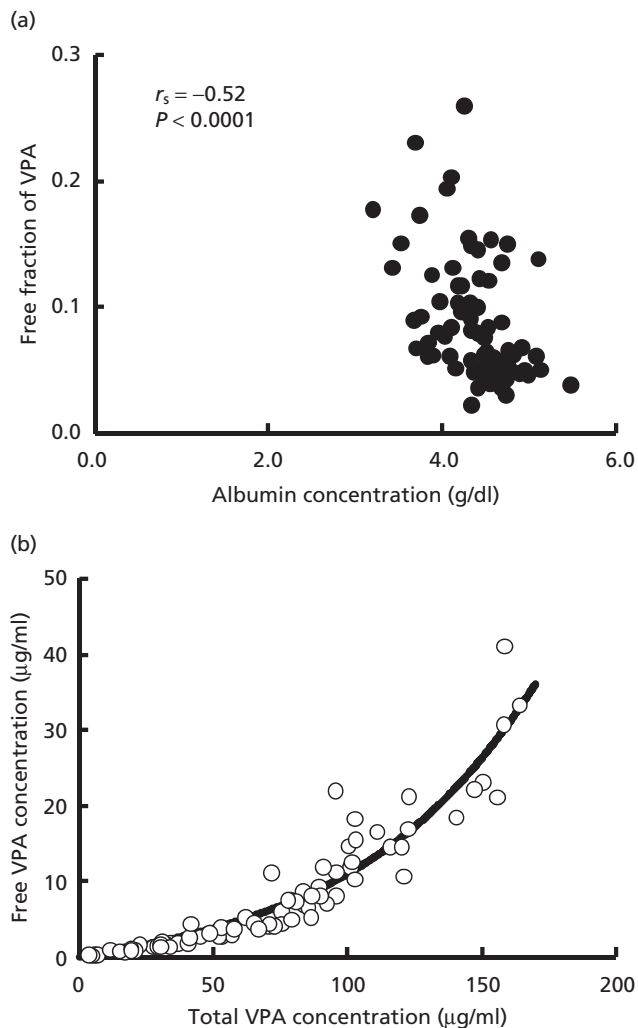 (a)
0.3
rs = −0.52
P < 0.0001
0.2
Free fraction of VPA
0.1
0.0
0.0 2.0 4.0 6.0
Albumin concentration (g/dl)
(b)
50
40
30
Free VPA concentration (μg/ml)
20
10
0
0 50 100 150 200
Total VPA concentration (μg/ml)